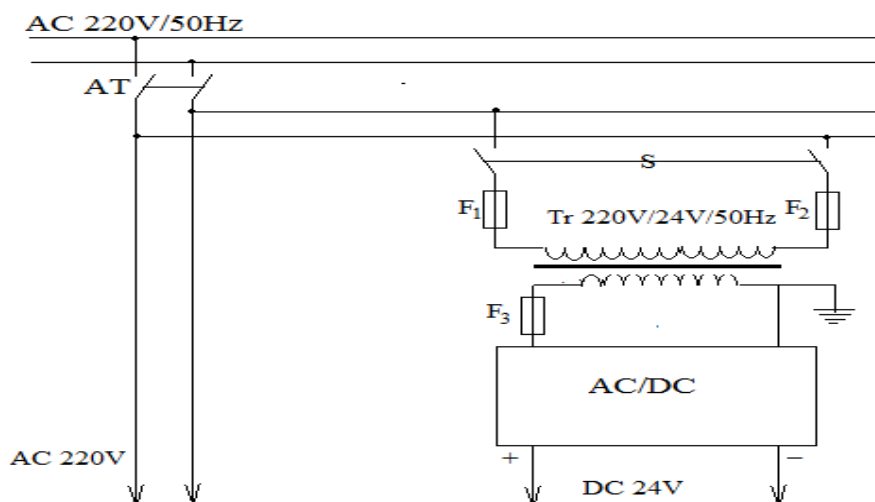 AC 220V/50Hz
AT
S
F1
Tr 220V/24V/50Hz
F2
F3
AC/DC
AC 220V
+
DC 24V
−